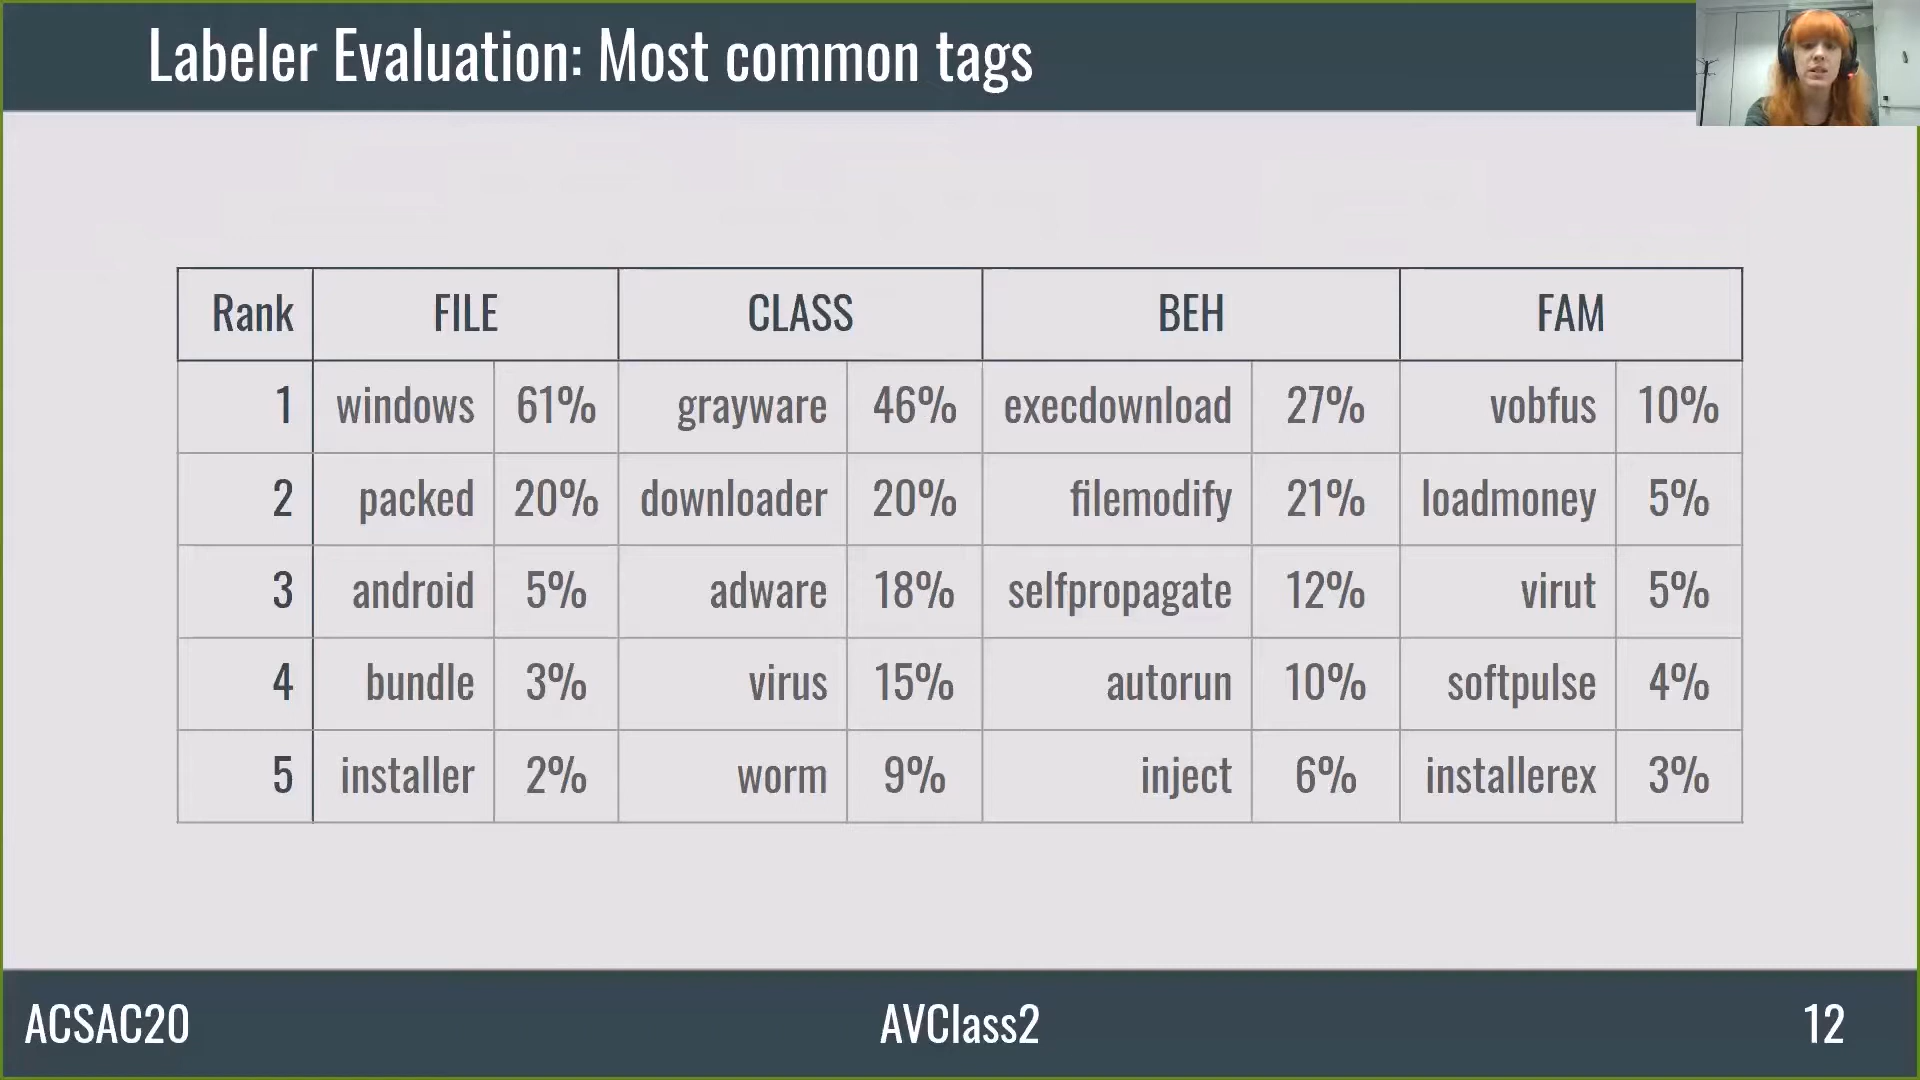 Labeler Evaluation: Most common tags
Rank FILE CLASS BEH FAM
1 windows 61% grayware 46% execdownload 27% vobfus 10%
2 packed 20% downloader 20% filemodify 21% loadmoney 5%
3 android 5% adware 18% selfpropagate 12% virut 5%
4 bundle 3% virus 15% autorun 10% softpulse 4%
5 installer 2% worm 9% inject 6% installerex 3%
ACSAC20 AVClass2 12